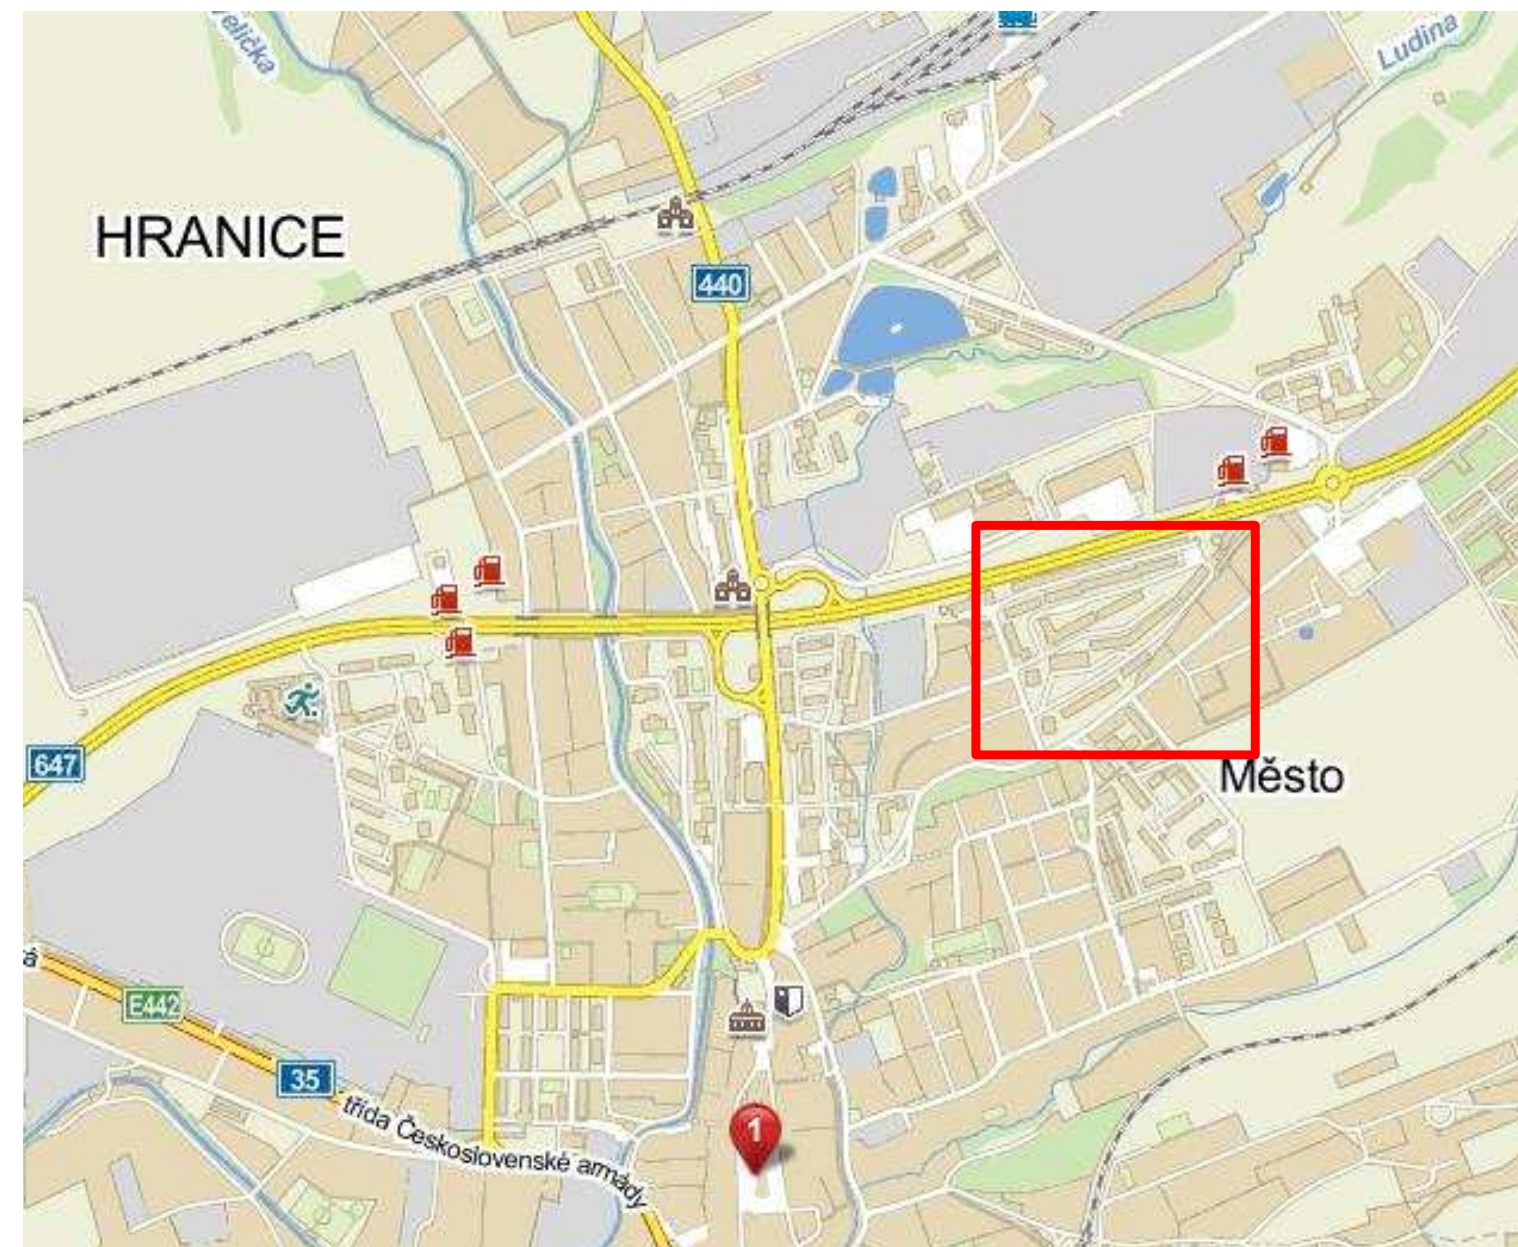 Velička
Ludina
HRANICE
440
647
Město
á
E442
35
třída Československé armády
1